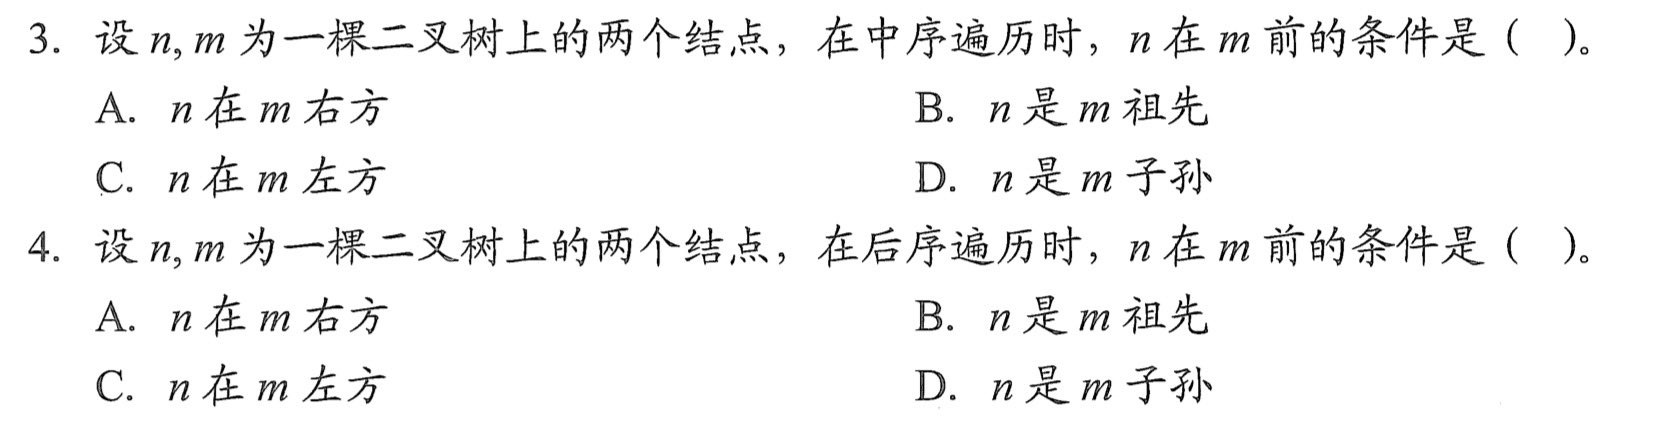 3. 设 n, m 为一棵二叉树上的两个结点，在中序遍历时，n 在 m 前的条件是（ ）。
A. n 在 m 右方 B. n 是 m 祖先
C. n 在 m 左方 D. n 是 m 子孙
4. 设 n, m 为一棵二叉树上的两个结点，在后序遍历时，n 在 m 前的条件是（ ）。
A. n 在 m 右方 B. n 是 m 祖先
C. n 在 m 左方 D. n 是 m 子孙